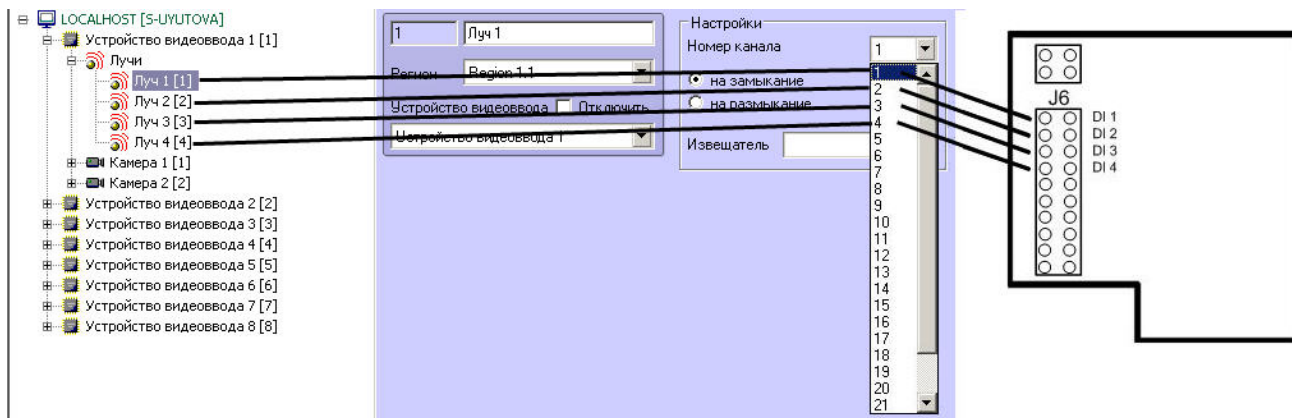 LOCALHOST [S-UYUTOVA]
Устройство видеоввода 1 [1]
Лучи
Луч 1 [1]
Луч 2 [2]
Луч 3 [3]
Луч 4 [4]
Камера 1 [1]
Камера 2 [2]
Устройство видеоввода 2 [2]
Устройство видеоввода 3 [3]
Устройство видеоввода 4 [4]
Устройство видеоввода 5 [5]
Устройство видеоввода 6 [6]
Устройство видеоввода 7 [7]
Устройство видеоввода 8 [8]
1 Луч 1
Регион Region 1.1
Устройство видеоввода Отключить
Устройство видеоввода 1
Настройки
Номер канала 1
на замыкание
на размыкание
Извещатель
1
2
3
4
5
6
7
8
9
10
11
12
13
14
15
16
17
18
19
20
21
J6
DI 1
DI 2
DI 3
DI 4